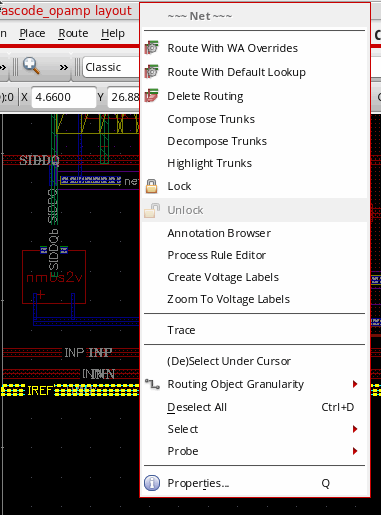 ascode_opamp layout
~~~ Net ~~~
n Place Route Help
Classic
):0 X 4.6600 Y 26.88
Route With WA Overrides
Route With Default Lookup
Delete Routing
Compose Trunks
Decompose Trunks
Highlight Trunks
Lock
Unlock
Annotation Browser
Process Rule Editor
Create Voltage Labels
Zoom To Voltage Labels
Trace
(De)Select Under Cursor
Routing Object Granularity
Deselect All Ctrl+D
Select
Probe
Properties... Q
SIDDQ
net
SIDDQb
SIDDQ
nmos2v
INP INP
INN
IREF